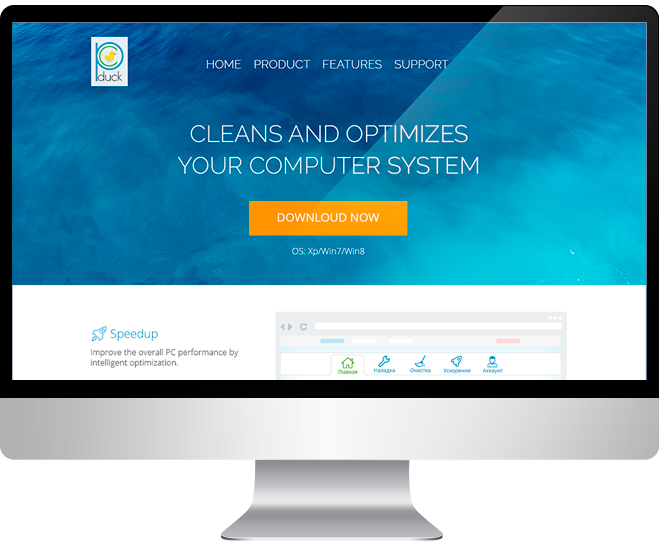 duck
HOME PRODUCT FEATURES SUPPORT
CLEANS AND OPTIMIZES
YOUR COMPUTER SYSTEM
DOWNLOUD NOW
OS: Xp/Win7/Win8
Speedup
Improve the overall PC performance by
intelligent optimization.
Главная Наладка Очистка Ускорение Аккаунт